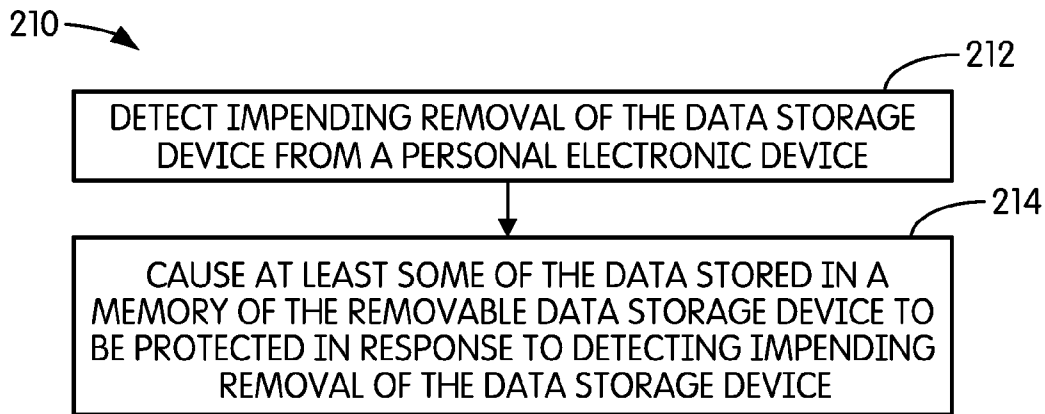 210
212
DETECT IMPENDING REMOVAL OF THE DATA STORAGE
DEVICE FROM A PERSONAL ELECTRONIC DEVICE
214
CAUSE AT LEAST SOME OF THE DATA STORED IN A
MEMORY OF THE REMOVABLE DATA STORAGE DEVICE TO
BE PROTECTED IN RESPONSE TO DETECTING IMPENDING
REMOVAL OF THE DATA STORAGE DEVICE